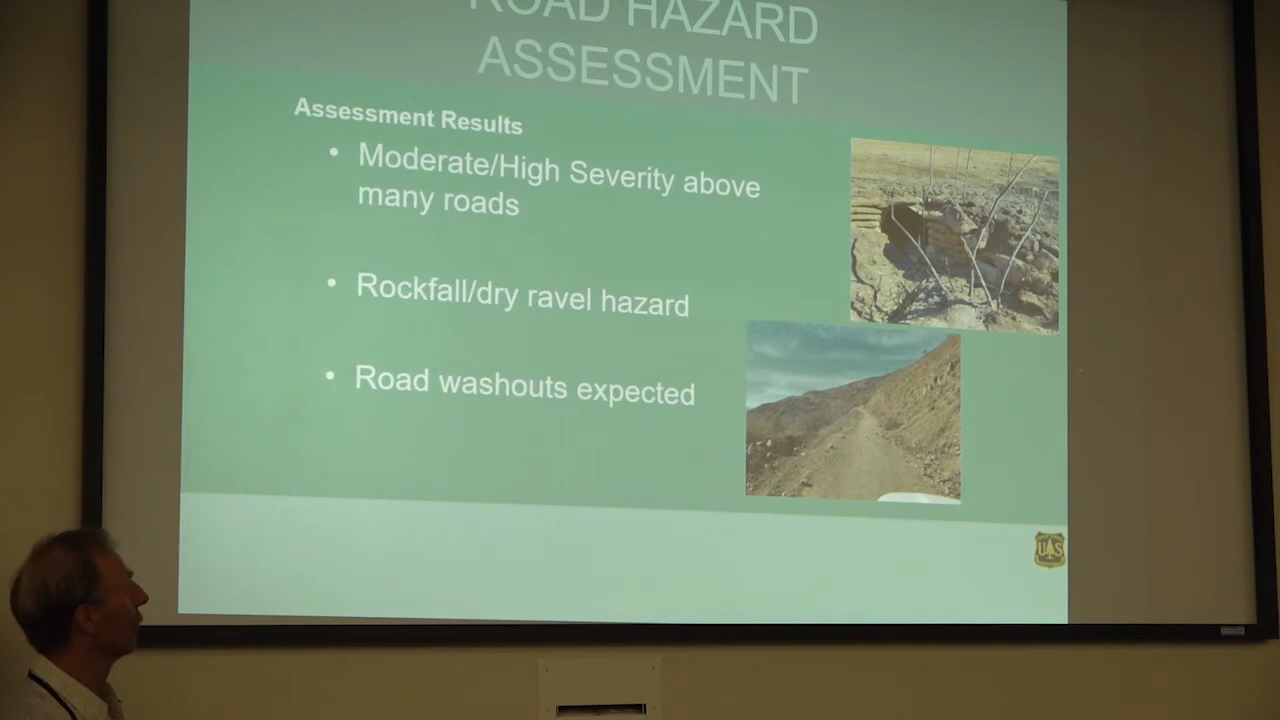 ROAD HAZARD
ASSESSMENT
Assessment Results
• Moderate/High Severity above
many roads
• Rockfall/dry ravel hazard
• Road washouts expected
U S